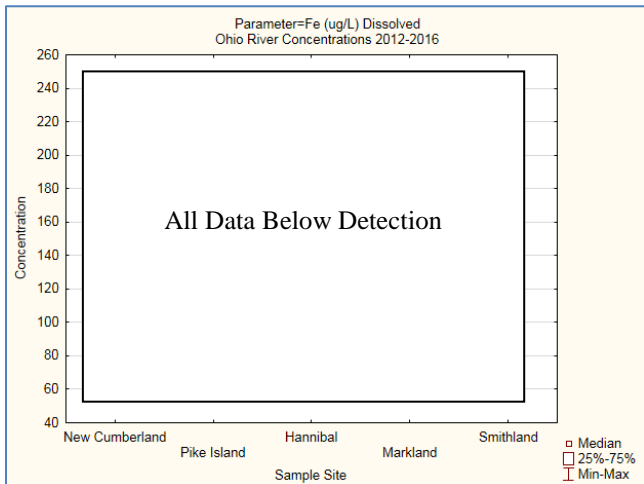 Parameter=Fe (ug/L) Dissolved
Ohio River Concentrations 2012-2016
260
240
220
200
180
160
140
120
100
80
60
40
Concentration
All Data Below Detection
New Cumberland
Pike Island
Hannibal
Markland
Smithland
Sample Site
Median
25%-75%
Min-Max